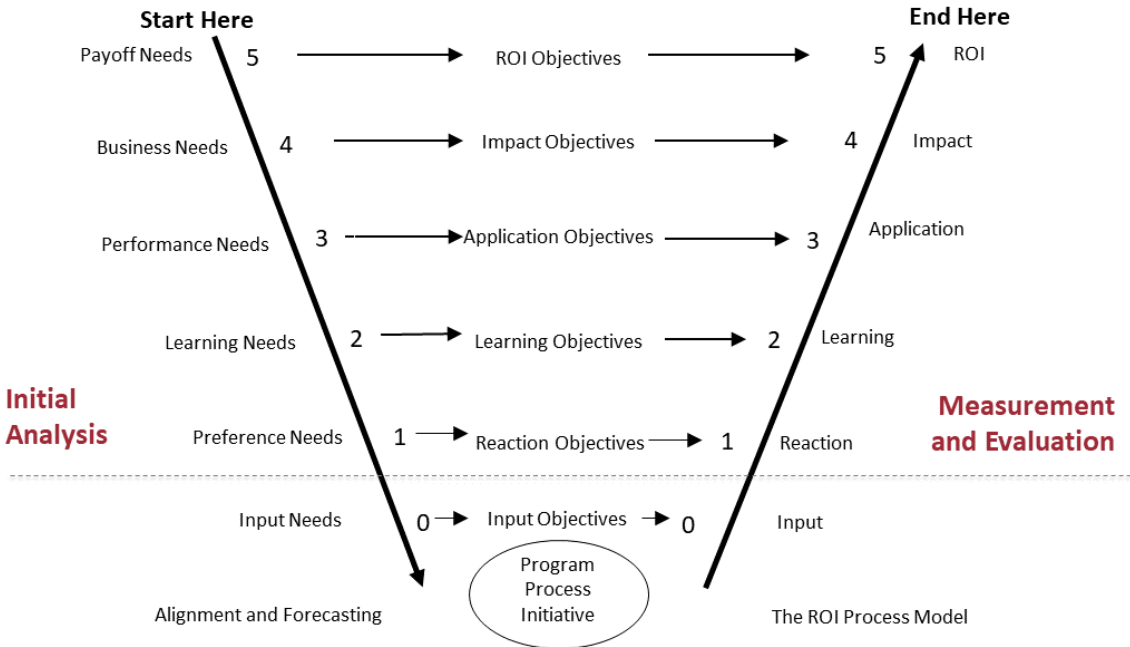 Start Here
End Here
Payoff Needs 5 ROI Objectives 5 ROI
Business Needs 4 Impact Objectives 4 Impact
Performance Needs 3 Application Objectives 3 Application
Learning Needs 2 Learning Objectives 2 Learning
Initial
Analysis
Measurement
and Evaluation
Preference Needs 1 Reaction Objectives 1 Reaction
Input Needs 0 Input Objectives 0 Input
Program
Process
Initiative
Alignment and Forecasting
The ROI Process Model